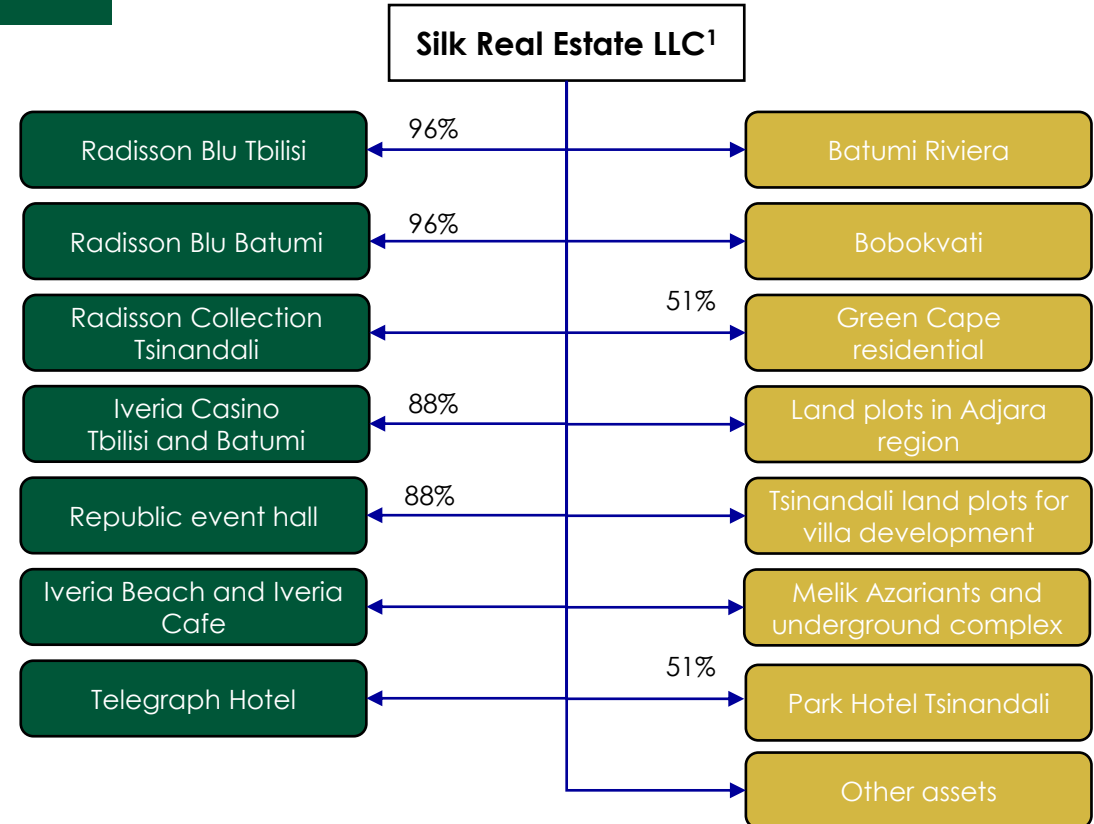 Silk Real Estate LLC¹
96%
Radisson Blu Tbilisi
Batumi Riviera
96%
Radisson Blu Batumi
Bobokvati
51%
Radisson Collection
Tsinandali
Green Cape
residential
88%
Iveria Casino
Tbilisi and Batumi
Land plots in Adjara
region
88%
Republic event hall
Tsinandali land plots for
villa development
Iveria Beach and Iveria
Cafe
Melik Azariants and
underground complex
51%
Telegraph Hotel
Park Hotel Tsinandali
Other assets